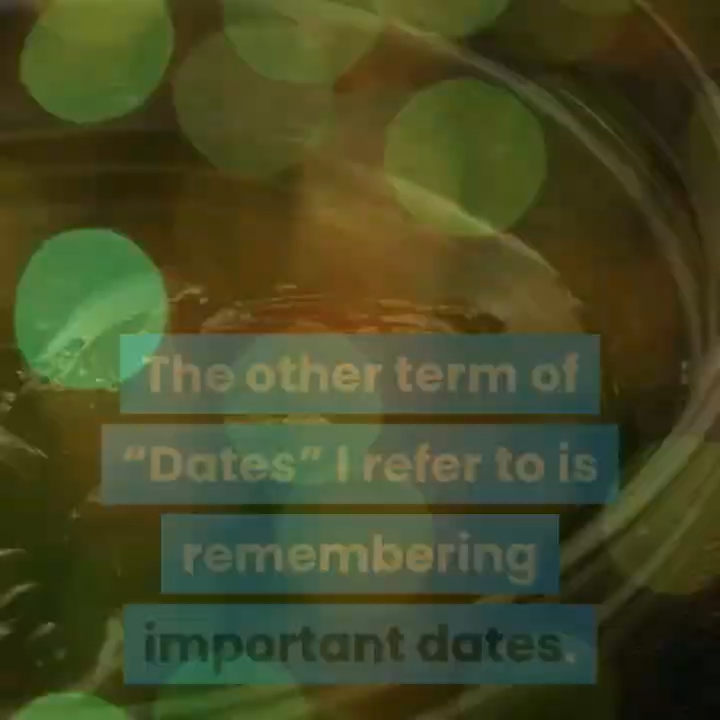 The other term of
“Dates” I refer to is
remembering
important dates.